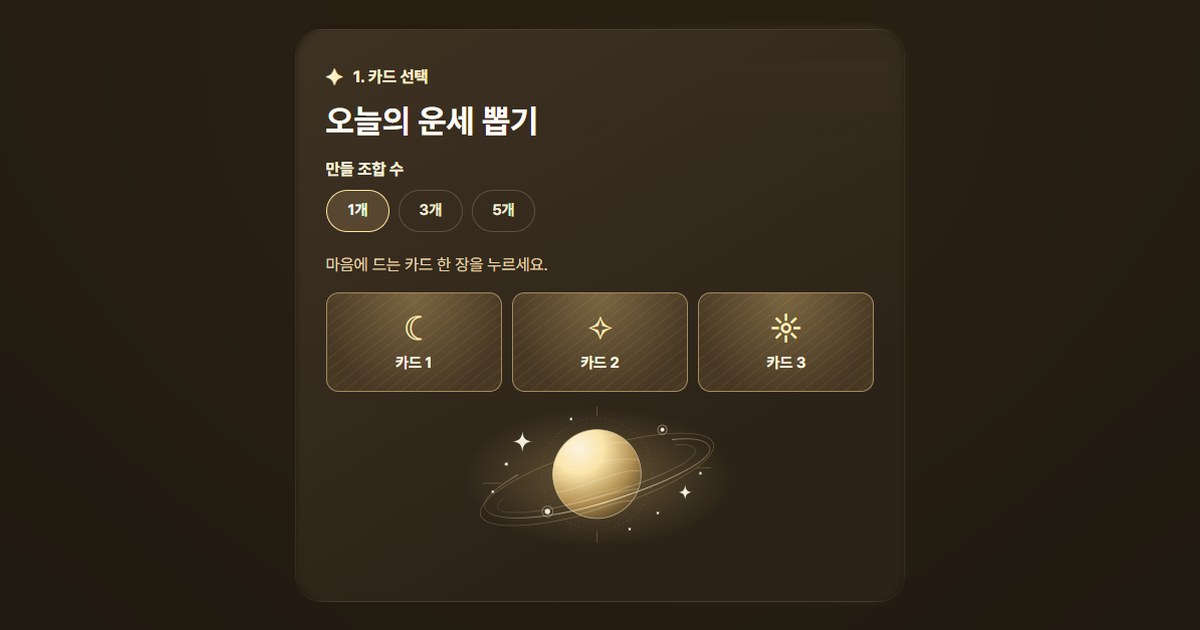 1. 카드 선택
오늘의 운세 뽑기
만들 조합 수
1개 3개 5개
마음에 드는 카드 한 장을 누르세요.
카드 1 카드 2 카드 3